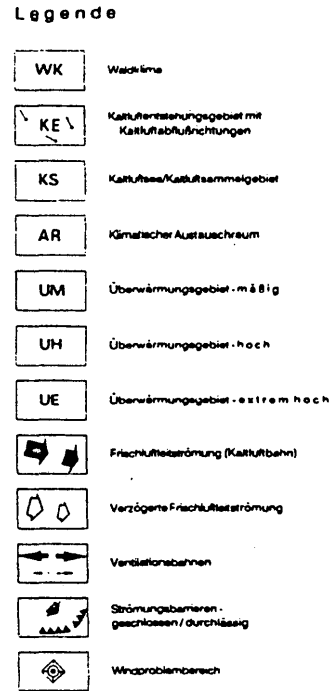 Legende
WK Waldklima
KE Kaltluftentstehungsgebiet mit
Kaltluftabflußrichtungen
KS Kaltluftsee/Kaltluftsammelgebiet
AR Klimatischer Austauschraum
UM Überwärmungsgebiet - mäßig
UH Überwärmungsgebiet - hoch
UE Überwärmungsgebiet - extrem hoch
Frischluftleitströmung (Kaltluftbahn)
Verzögerte Frischluftleitströmung
Ventilationsbahnen
Strömungsbarrieren -
geschlossen / durchlässig
Windproblembereich